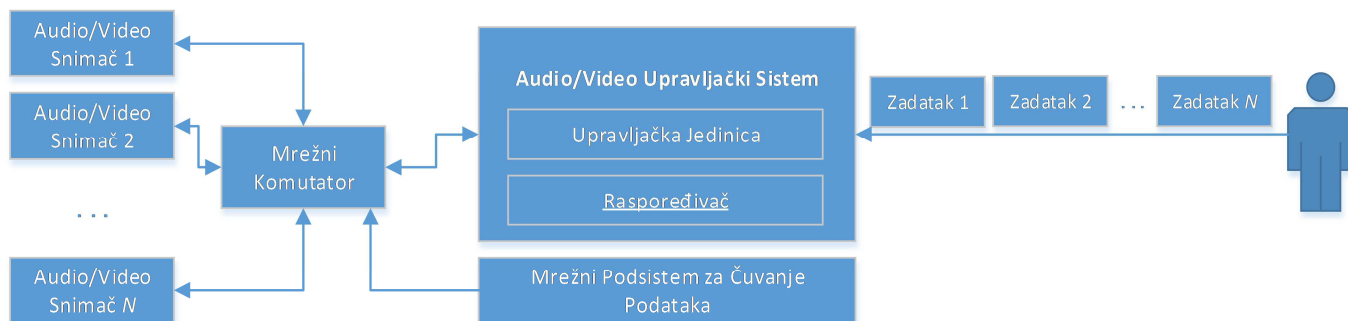 Audio/Video
Snimač 1
Audio/Video
Snimač 2
...
Audio/Video
Snimač N
Mrežni
Komutator
Audio/Video Upravljački Sistem
Upravljačka Jedinica
Raspoređivač
Mrežni Podsistem za Čuvanje
Podataka
Zadatak 1
Zadatak 2
...
Zadatak N